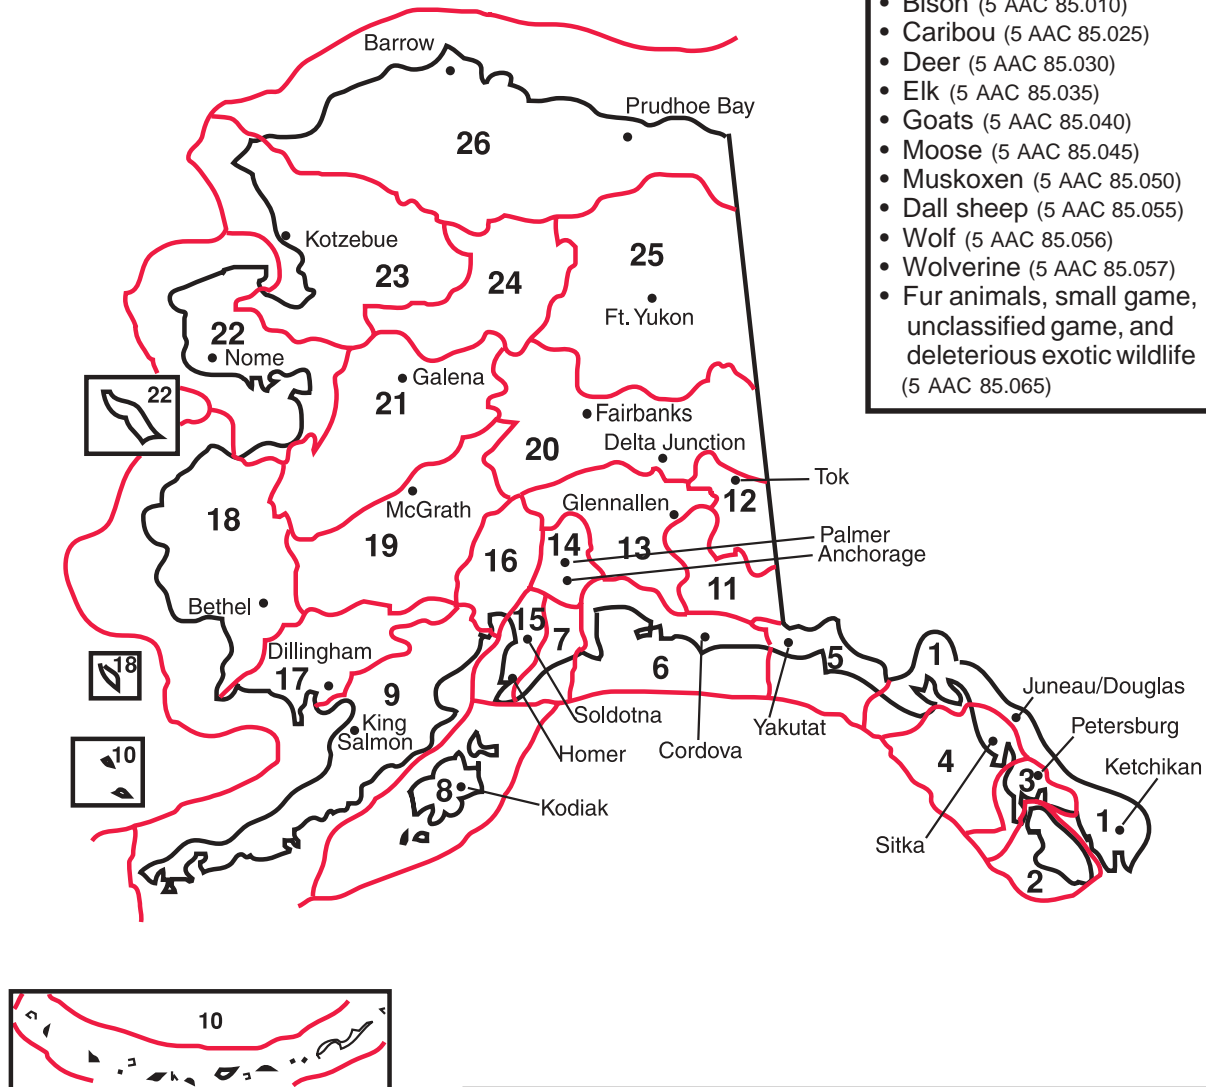 • Bison (5 AAC 85.010)
• Caribou (5 AAC 85.025)
• Deer (5 AAC 85.030)
• Elk (5 AAC 85.035)
• Goats (5 AAC 85.040)
• Moose (5 AAC 85.045)
• Muskoxen (5 AAC 85.050)
• Dall sheep (5 AAC 85.055)
• Wolf (5 AAC 85.056)
• Wolverine (5 AAC 85.057)
• Fur animals, small game,
unclassified game, and
deleterious exotic wildlife
(5 AAC 85.065)
Barrow
Prudhoe Bay
26
Kotzebue
23
24
25
Ft. Yukon
22
Nome
22
Galena
21
Fairbanks
20
Delta Junction
Tok
12
McGrath
Glennallen
18
19
16
14
13
Palmer
Anchorage
11
Bethel
15
7
Dillingham
17
9
6
5
1
18
King
Salmon
Soldotna
Homer
Cordova
Yakutat
Juneau/Douglas
Petersburg
Ketchikan
10
8
Kodiak
4
3
1
Sitka
2
10